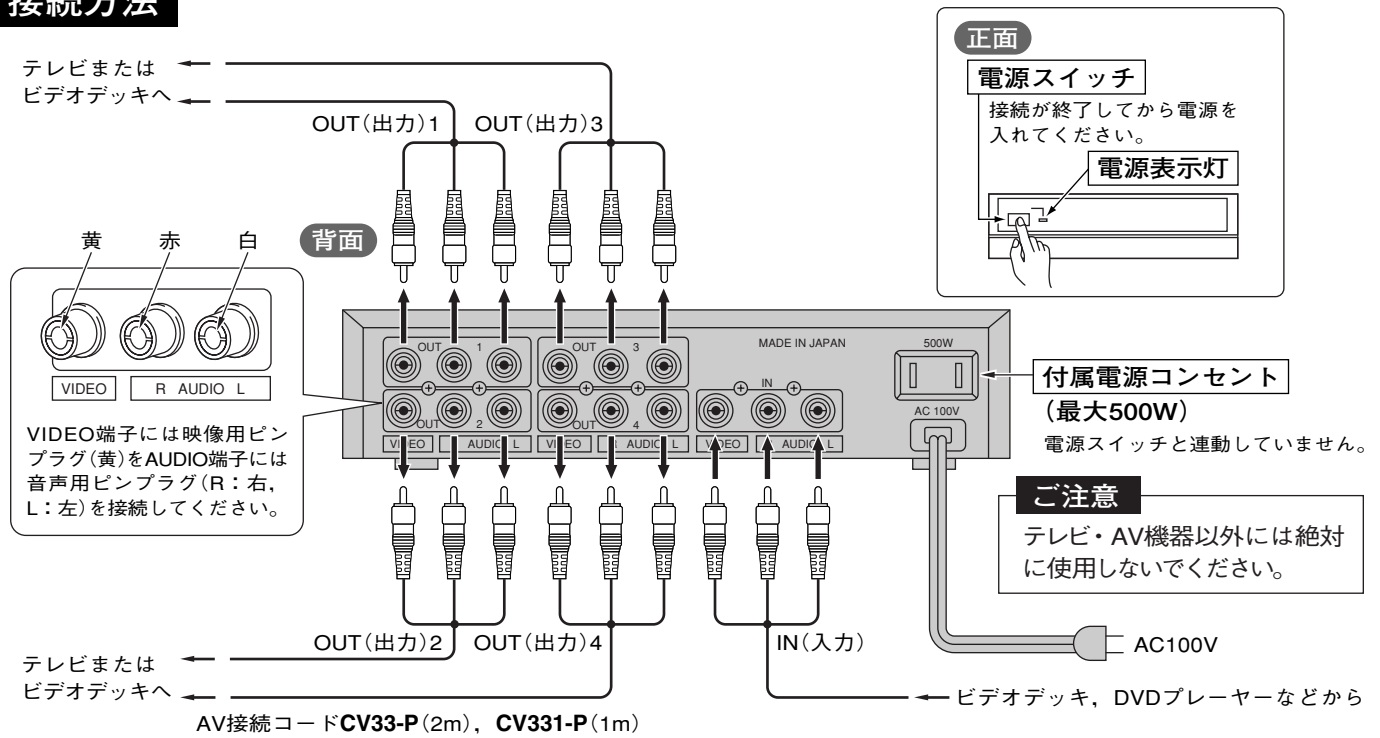 接続方法
テレビまたは
ビデオデッキへ
OUT（出力）1
OUT（出力）3
正面
電源スイッチ
接続が終了してから電源を
入れてください。
電源表示灯
黄
赤
白
背面
VIDEO
R AUDIO L
VIDEO端子には映像用ピン
プラグ（黄）をAUDIO端子には
音声用ピンプラグ（R：右，
L：左）を接続してください。
OUT 1
OUT 3
MADE IN JAPAN
500W
IN
AC 100V
OUT 2
OUT 4
VIDEO
R AUDIO L
VIDEO
R AUDIO L
VIDEO
R AUDIO L
付属電源コンセント
（最大500W）
電源スイッチと連動していません。
ご注意
テレビ・AV機器以外には絶対
に使用しないでください。
OUT（出力）2
OUT（出力）4
IN（入力）
AC100V
テレビまたは
ビデオデッキへ
ビデオデッキ，DVDプレーヤーなどから
AV接続コードCV33-P（2m），CV331-P（1m）